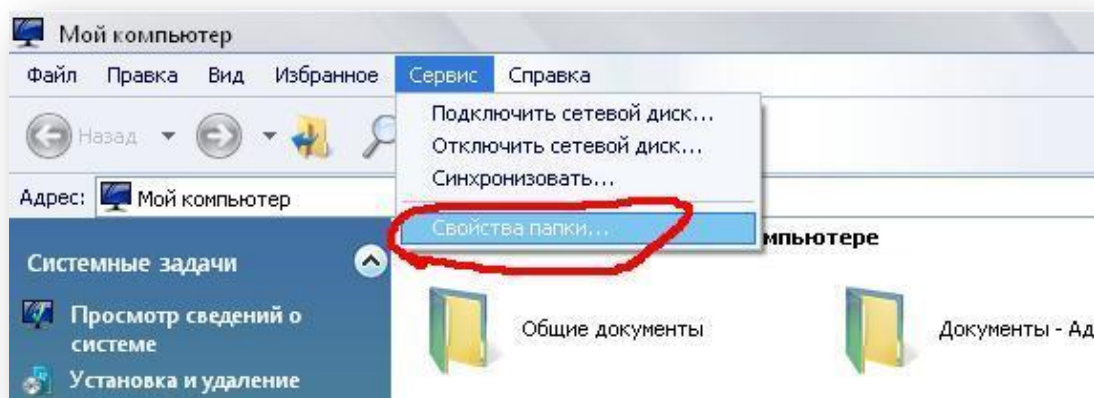 Мой компьютер
Файл Правка Вид Избранное Сервис Справка
Подключить сетевой диск...
Назад
Отключить сетевой диск...
Синхронизовать...
Адрес: Мой компьютер
Свойства папки...
мпьютере
Системные задачи
Просмотр сведений о
системе
Общие документы
Документы - Ад
Установка и удаление